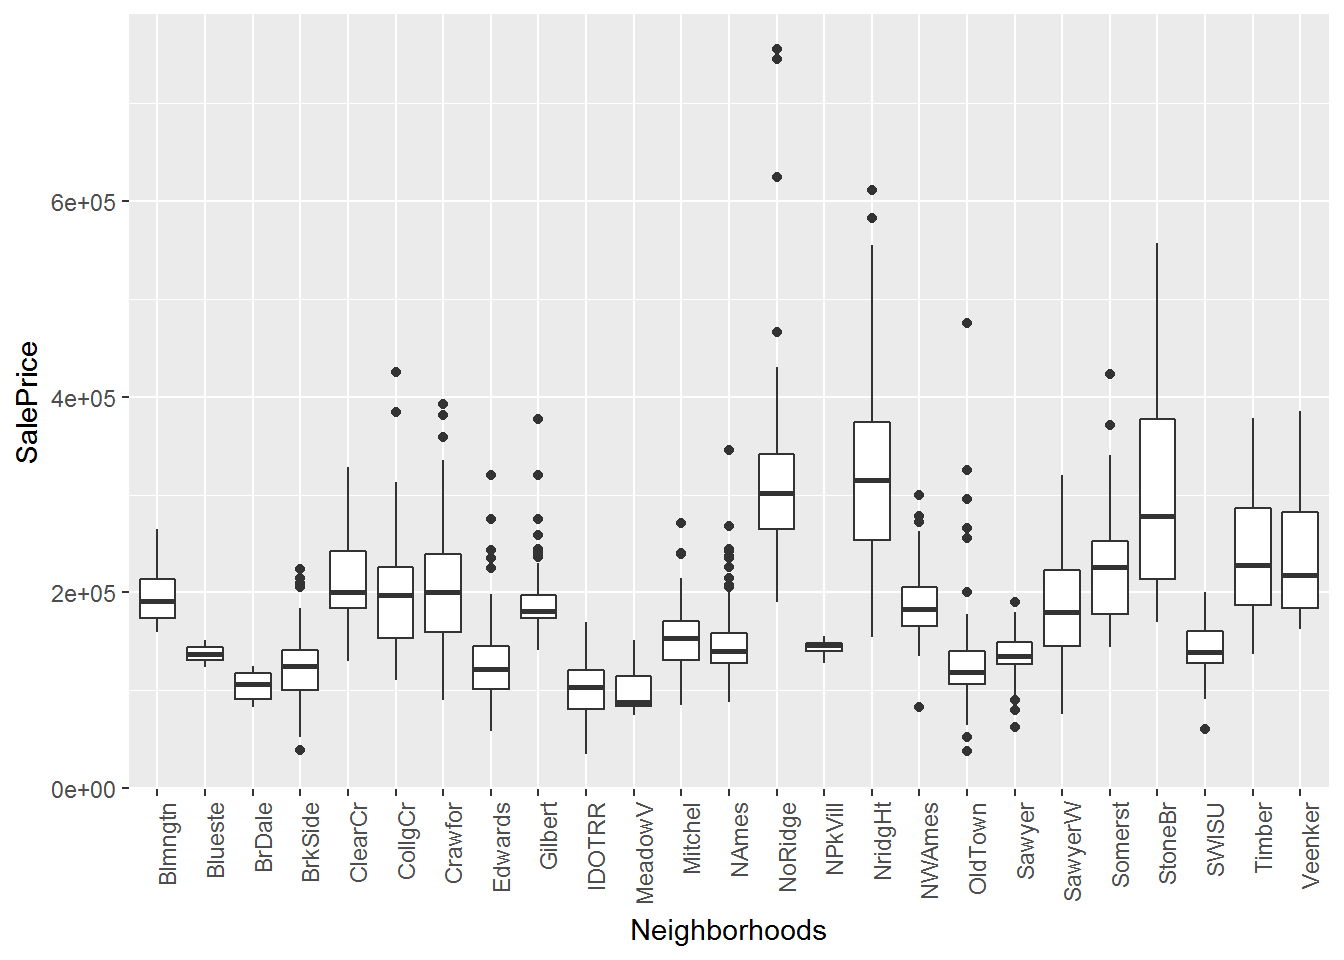 SalePrice
6e+05
4e+05
2e+05
0e+00
Blmngtn
Blueste
BrDale
BrkSide
ClearCr
CollgCr
Crawfor
Edwards
Gilbert
IDOTRR
MeadowV
Mitchel
NAmes
NoRidge
NPkVill
NridgHt
NWAmes
OldTown
Sawyer
SawyerW
Somerst
StoneBr
SWISU
Timber
Veenker
Neighborhoods